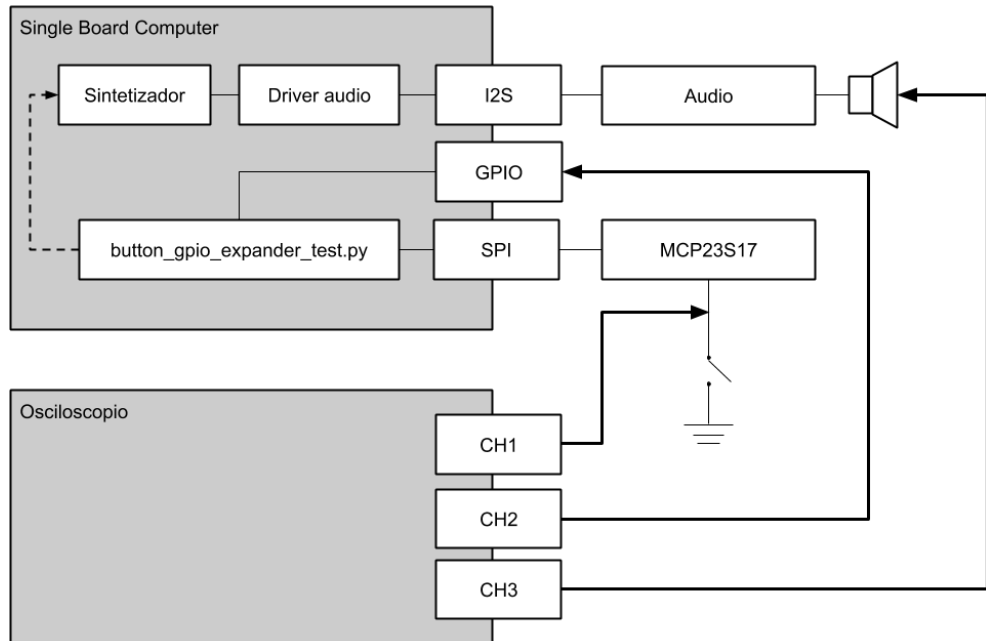 Single Board Computer
Sintetizador
Driver audio
I2S
Audio
GPIO
button_gpio_expander_test.py
SPI
MCP23S17
Osciloscopio
CH1
CH2
CH3